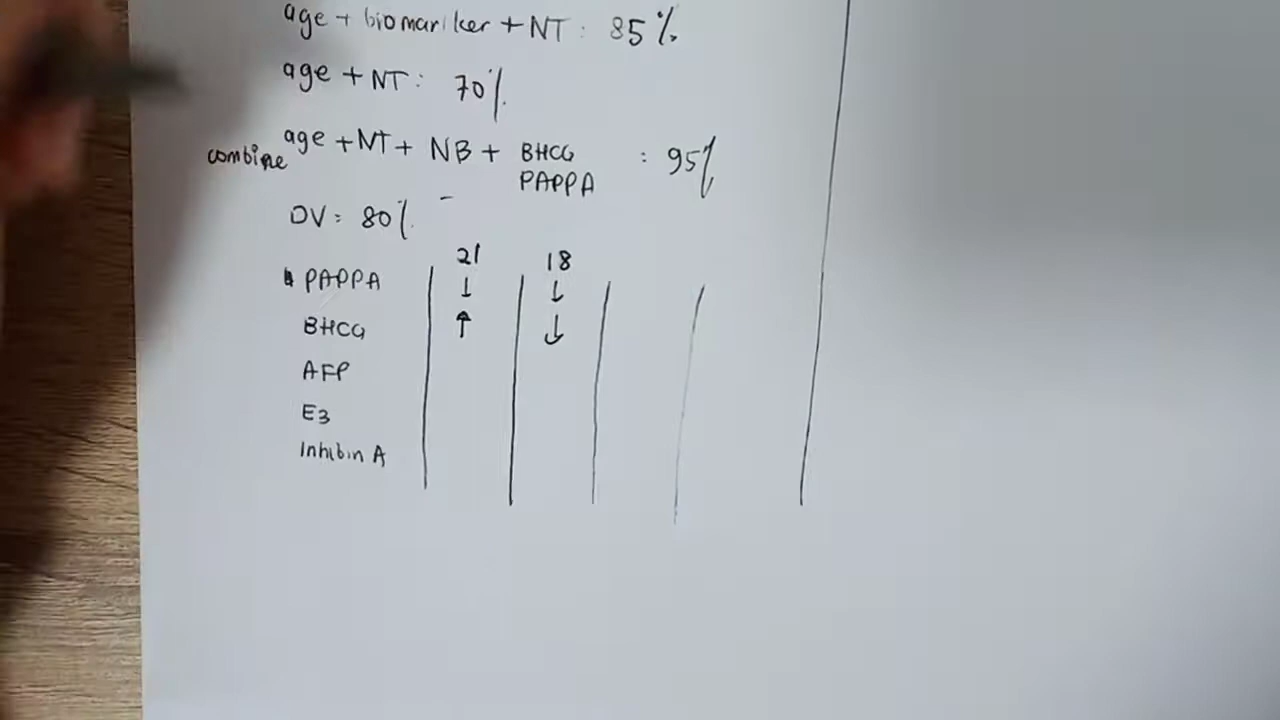 age + biomariker + NT : 85%
age + NT : 70%
combine age + NT + NB + BHCG : 95%
PAPPA
DV = 80%
21 18
PAPPA ↓ ↓
BHCG ↑ ↓
AFP
E3
Inhibin A